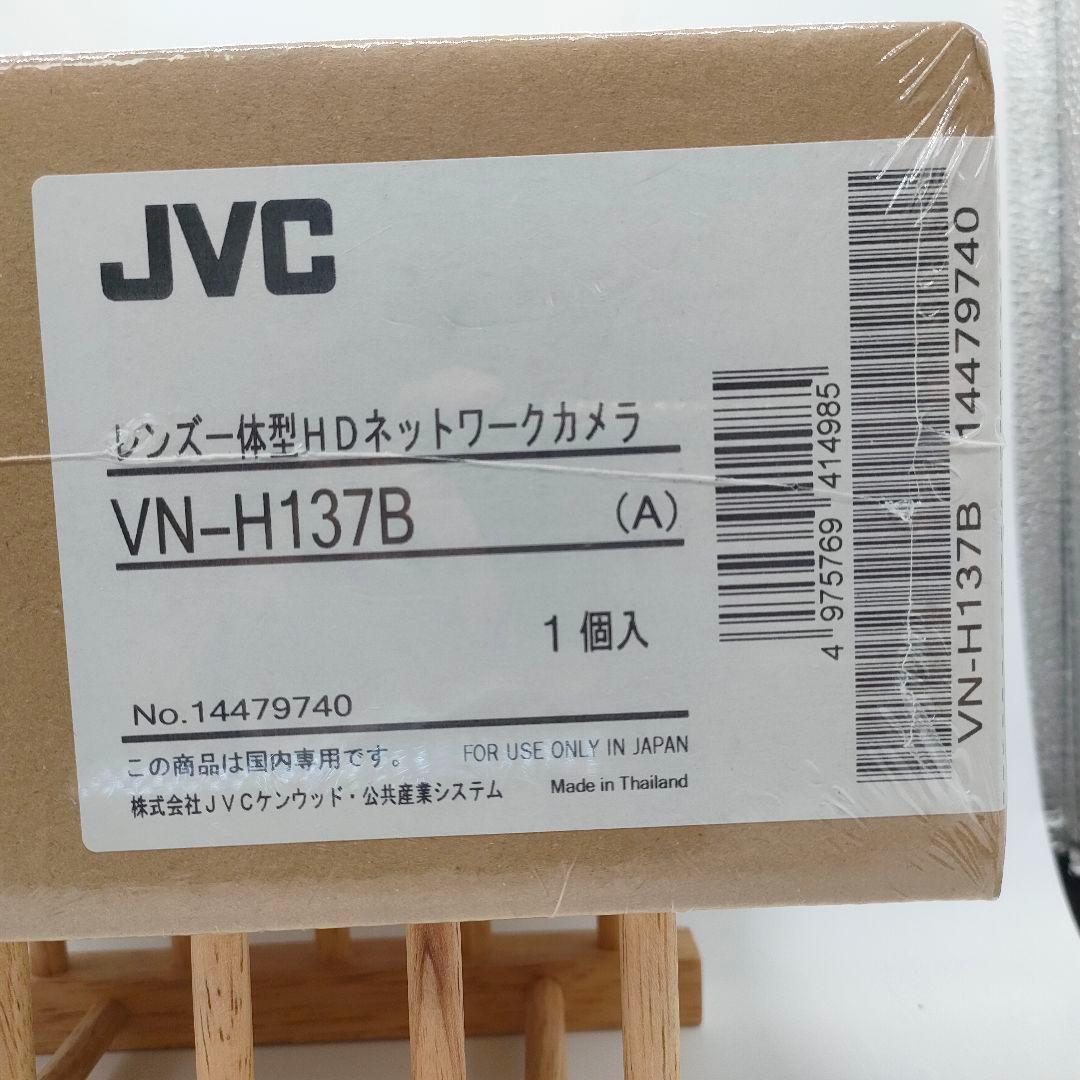 JVC
レンズ一体型HDネットワークカメラ
VN-H137B (A)
1個入
No.14479740
この商品は国内専用です。 FOR USE ONLY IN JAPAN
株式会社JVCケンウッド・公共産業システム Made in Thailand
4 975769 414985
VN-H137B 14479740